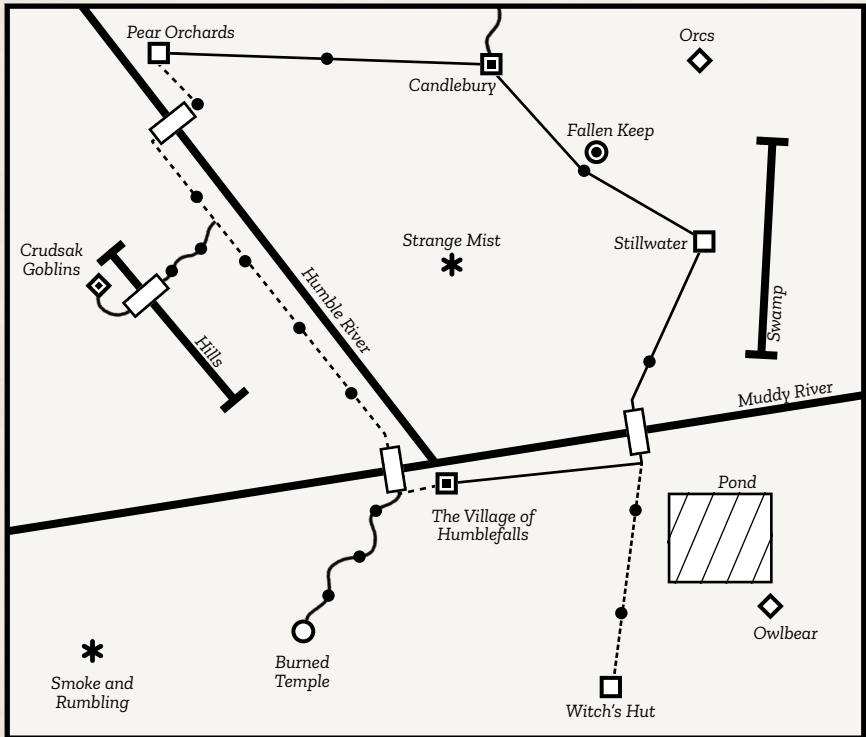 Pear Orchards
Orcs
Candlebury
Fallen Keep
Strange Mist
Stillwater
Crudsak
Goblins
Humble River
Swamp
Hills
Muddy River
Pond
The Village of
Humblefalls
Owlbear
Burned
Temple
Smoke and
Rumbling
Witch's Hut